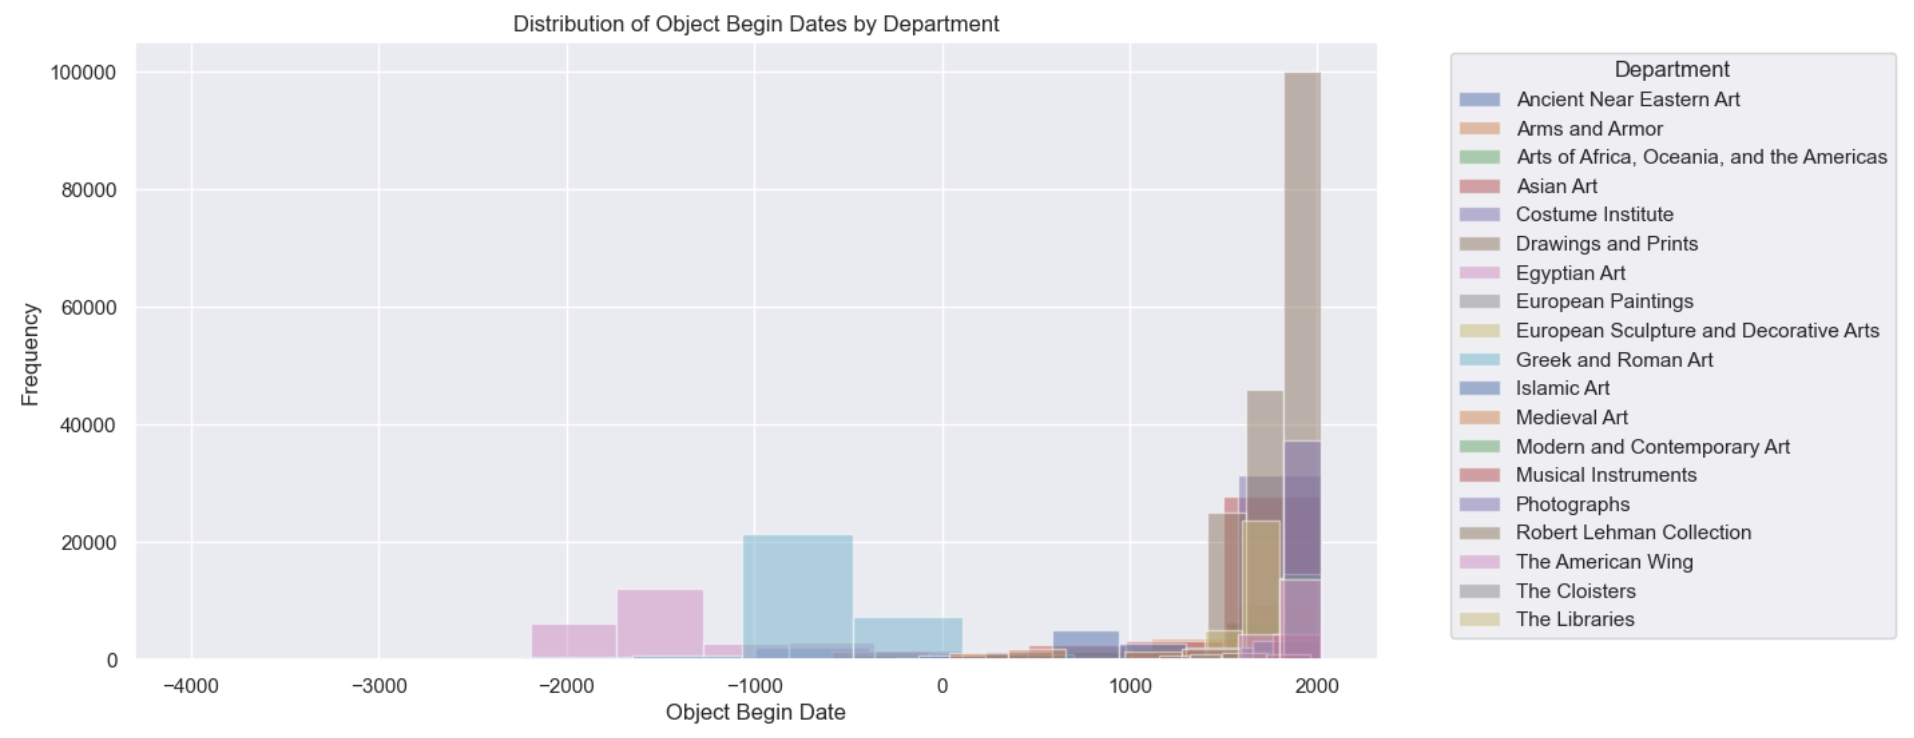 Distribution of Object Begin Dates by Department
100000
80000
60000
40000
20000
0
Frequency
−4000 −3000 −2000 −1000 0 1000 2000
Object Begin Date
Department
Ancient Near Eastern Art
Arms and Armor
Arts of Africa, Oceania, and the Americas
Asian Art
Costume Institute
Drawings and Prints
Egyptian Art
European Paintings
European Sculpture and Decorative Arts
Greek and Roman Art
Islamic Art
Medieval Art
Modern and Contemporary Art
Musical Instruments
Photographs
Robert Lehman Collection
The American Wing
The Cloisters
The Libraries